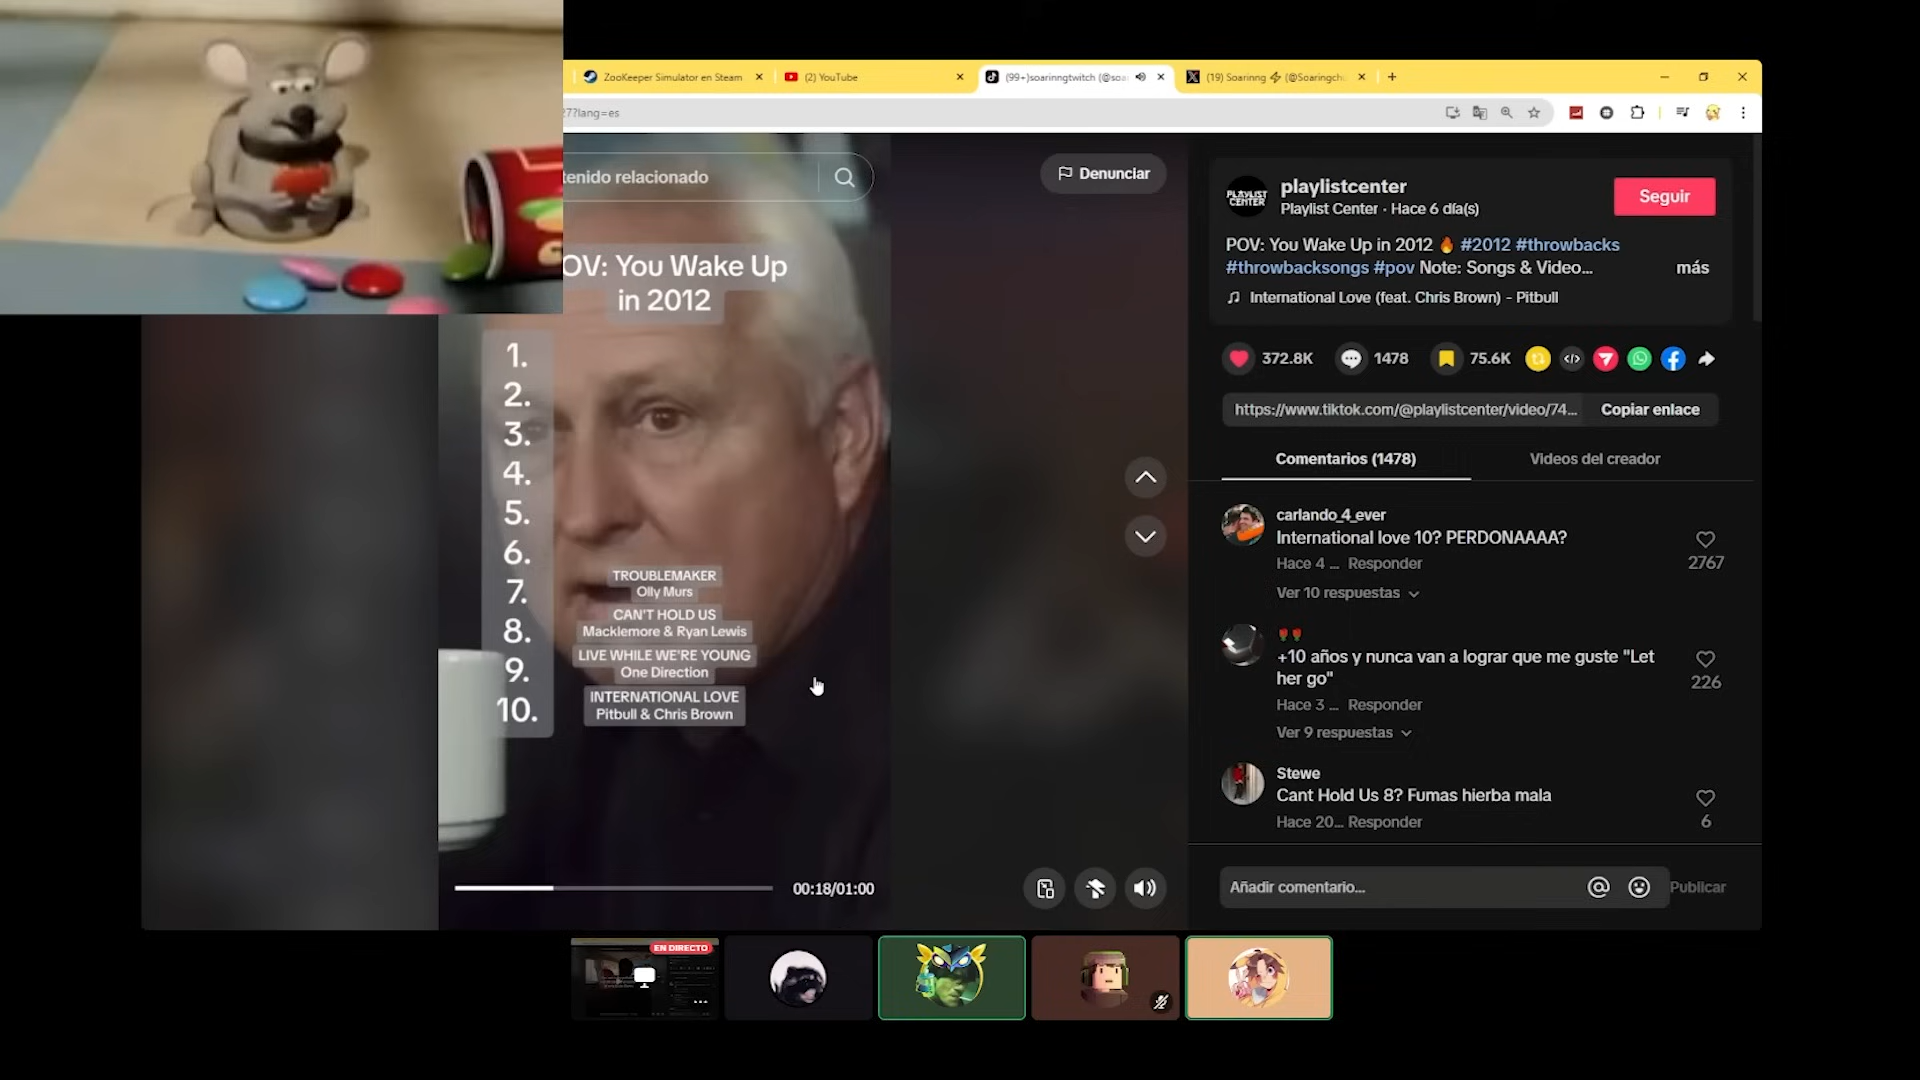 ZooKeeper Simulator en Steam
(2) YouTube
(99+)soarinngtwitch (@soa
(19) Soarinng ⚡ (@Soaringch
27?lang=es
tenido relacionado
Denunciar
OV: You Wake Up
in 2012
1.
2.
3.
4.
5.
6.
7.
8.
9.
10.
TROUBLEMAKER
Olly Murs
CAN'T HOLD US
Macklemore & Ryan Lewis
LIVE WHILE WE'RE YOUNG
One Direction
INTERNATIONAL LOVE
Pitbull & Chris Brown
00:18/01:00
PLAYLIST
CENTER
playlistcenter
Playlist Center · Hace 6 día(s)
Seguir
POV: You Wake Up in 2012 🔥 #2012 #throwbacks
#throwbacksongs #pov Note: Songs & Video...
más
International Love (feat. Chris Brown) - Pitbull
372.8K
1478
75.6K
https://www.tiktok.com/@playlistcenter/video/74...
Copiar enlace
Comentarios (1478)
Videos del creador
carlando_4_ever
International love 10? PERDONAAAA?
Hace 4 ... Responder
2767
Ver 10 respuestas
🌹🌹
+10 años y nunca van a lograr que me guste "Let
her go"
226
Hace 3 ... Responder
Ver 9 respuestas
Stewe
Cant Hold Us 8? Fumas hierba mala
Hace 20... Responder
6
Añadir comentario...
Publicar
EN DIRECTO